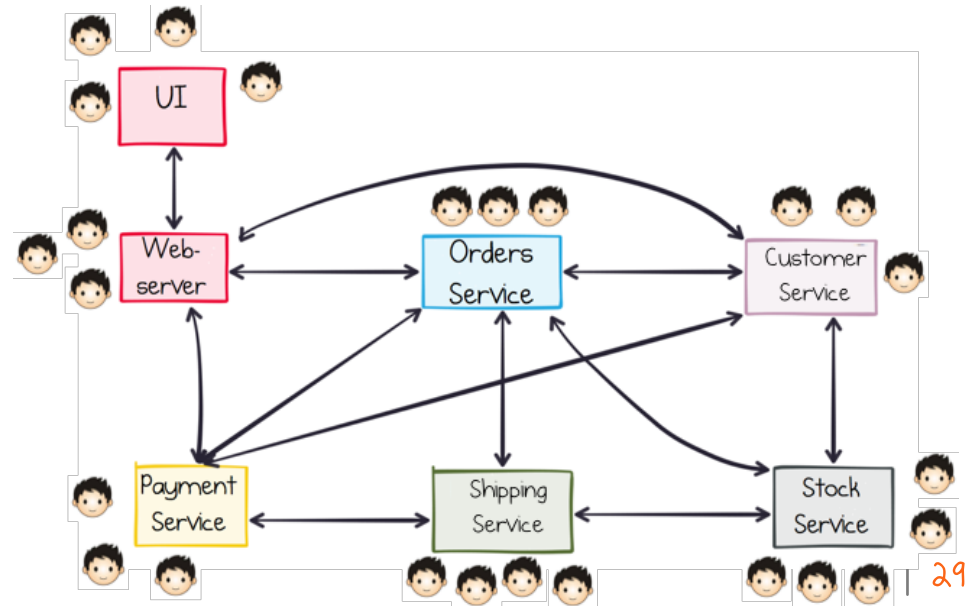 UI
Web-
server
Orders
Service
Customer
Service
Payment
Service
Shipping
Service
Stock
Service
29